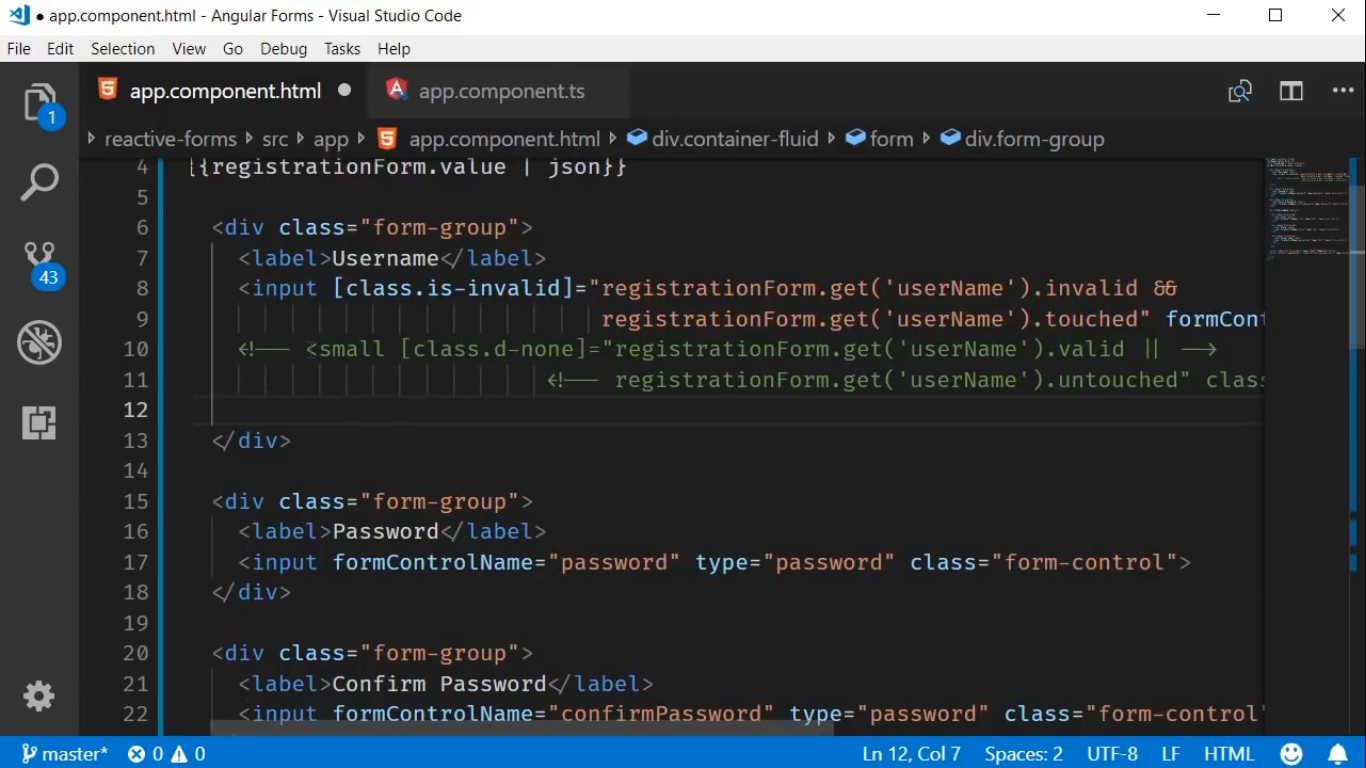 app.component.html - Angular Forms - Visual Studio Code
File Edit Selection View Go Debug Tasks Help
app.component.html app.component.ts
reactive-forms src app app.component.html div.container-fluid form div.form-group
4 {{registrationForm.value | json}}
5
6 <div class="form-group">
7 <label>Username</label>
8 <input [class.is-invalid]="registrationForm.get('userName').invalid &&
9 registrationForm.get('userName').touched" formCont
10 <!-- <small [class.d-none]="registrationForm.get('userName').valid || -->
11 <!-- registrationForm.get('userName').untouched" class
12
13 </div>
14
15 <div class="form-group">
16 <label>Password</label>
17 <input formControlName="password" type="password" class="form-control">
18 </div>
19
20 <div class="form-group">
21 <label>Confirm Password</label>
22 <input formControlName="confirmPassword" type="password" class="form-control"
1
43
master* 0 0 Ln 12, Col 7 Spaces: 2 UTF-8 LF HTML